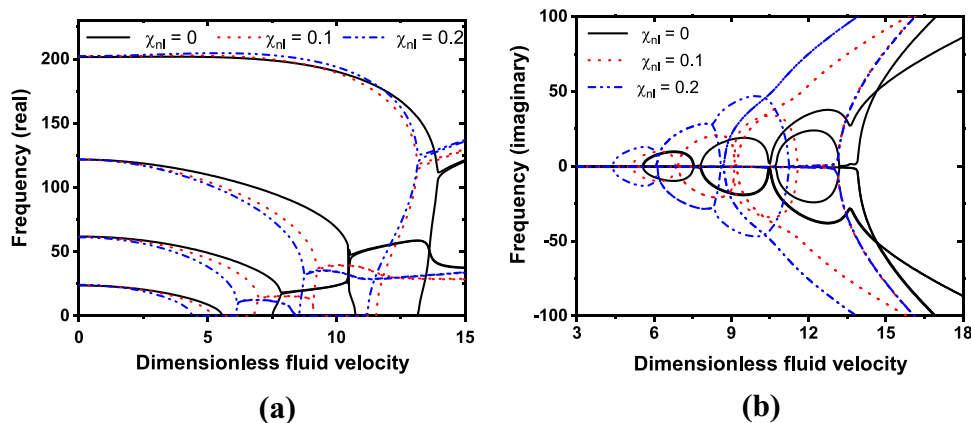 χnl = 0 χnl = 0.1 χnl = 0.2
200
150
100
50
0
Frequency (real)
0 5 10 15
Dimensionless fluid velocity
(a)
χnl = 0
χnl = 0.1
χnl = 0.2
100
50
0
-50
-100
Frequency (imaginary)
3 6 9 12 15 18
Dimensionless fluid velocity
(b)